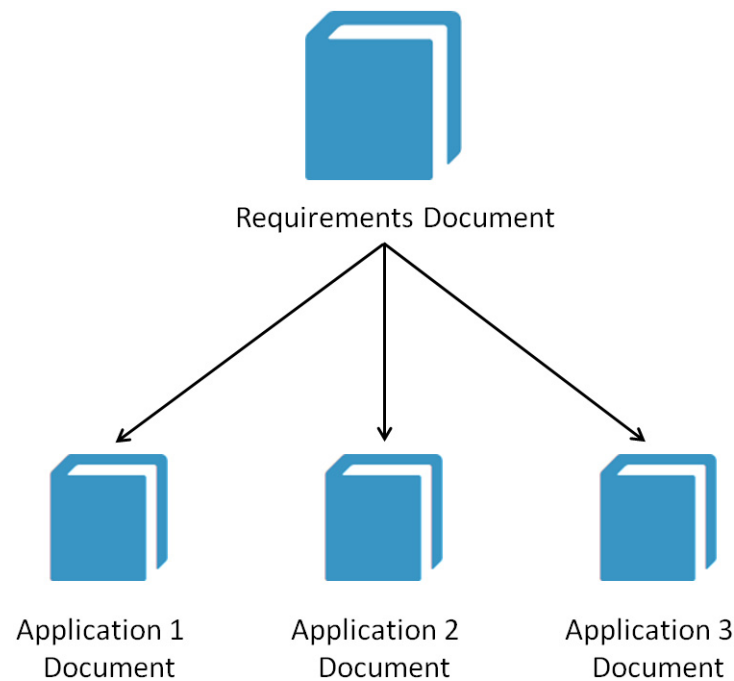 Requirements Document
Application 1
Document
Application 2
Document
Application 3
Document